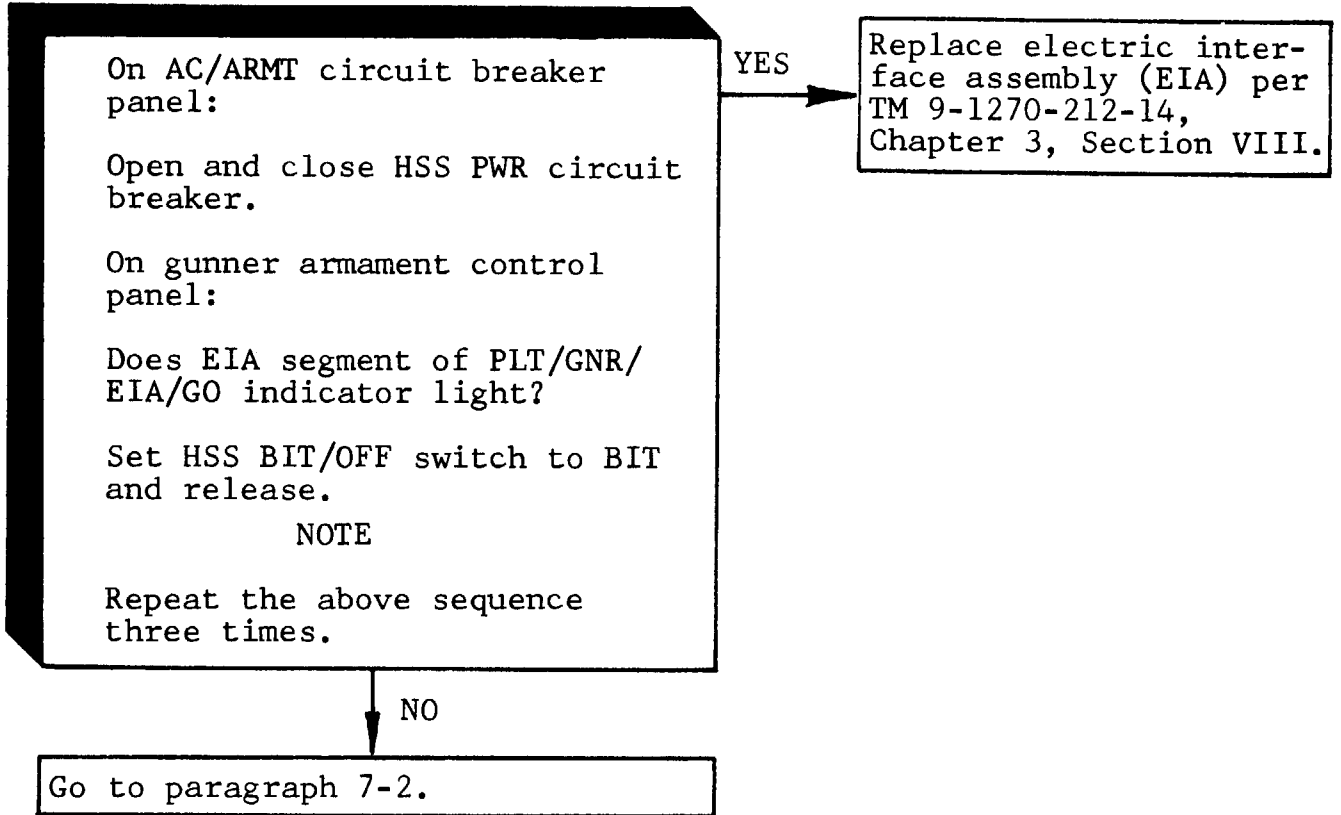 On AC/ARMT circuit breaker
panel:
Open and close HSS PWR circuit
breaker.
On gunner armament control
panel:
Does EIA segment of PLT/GNR/
EIA/GO indicator light?
Set HSS BIT/OFF switch to BIT
and release.
NOTE
Repeat the above sequence
three times.
YES
Replace electric inter-
face assembly (EIA) per
TM 9-1270-212-14,
Chapter 3, Section VIII.
NO
Go to paragraph 7-2.